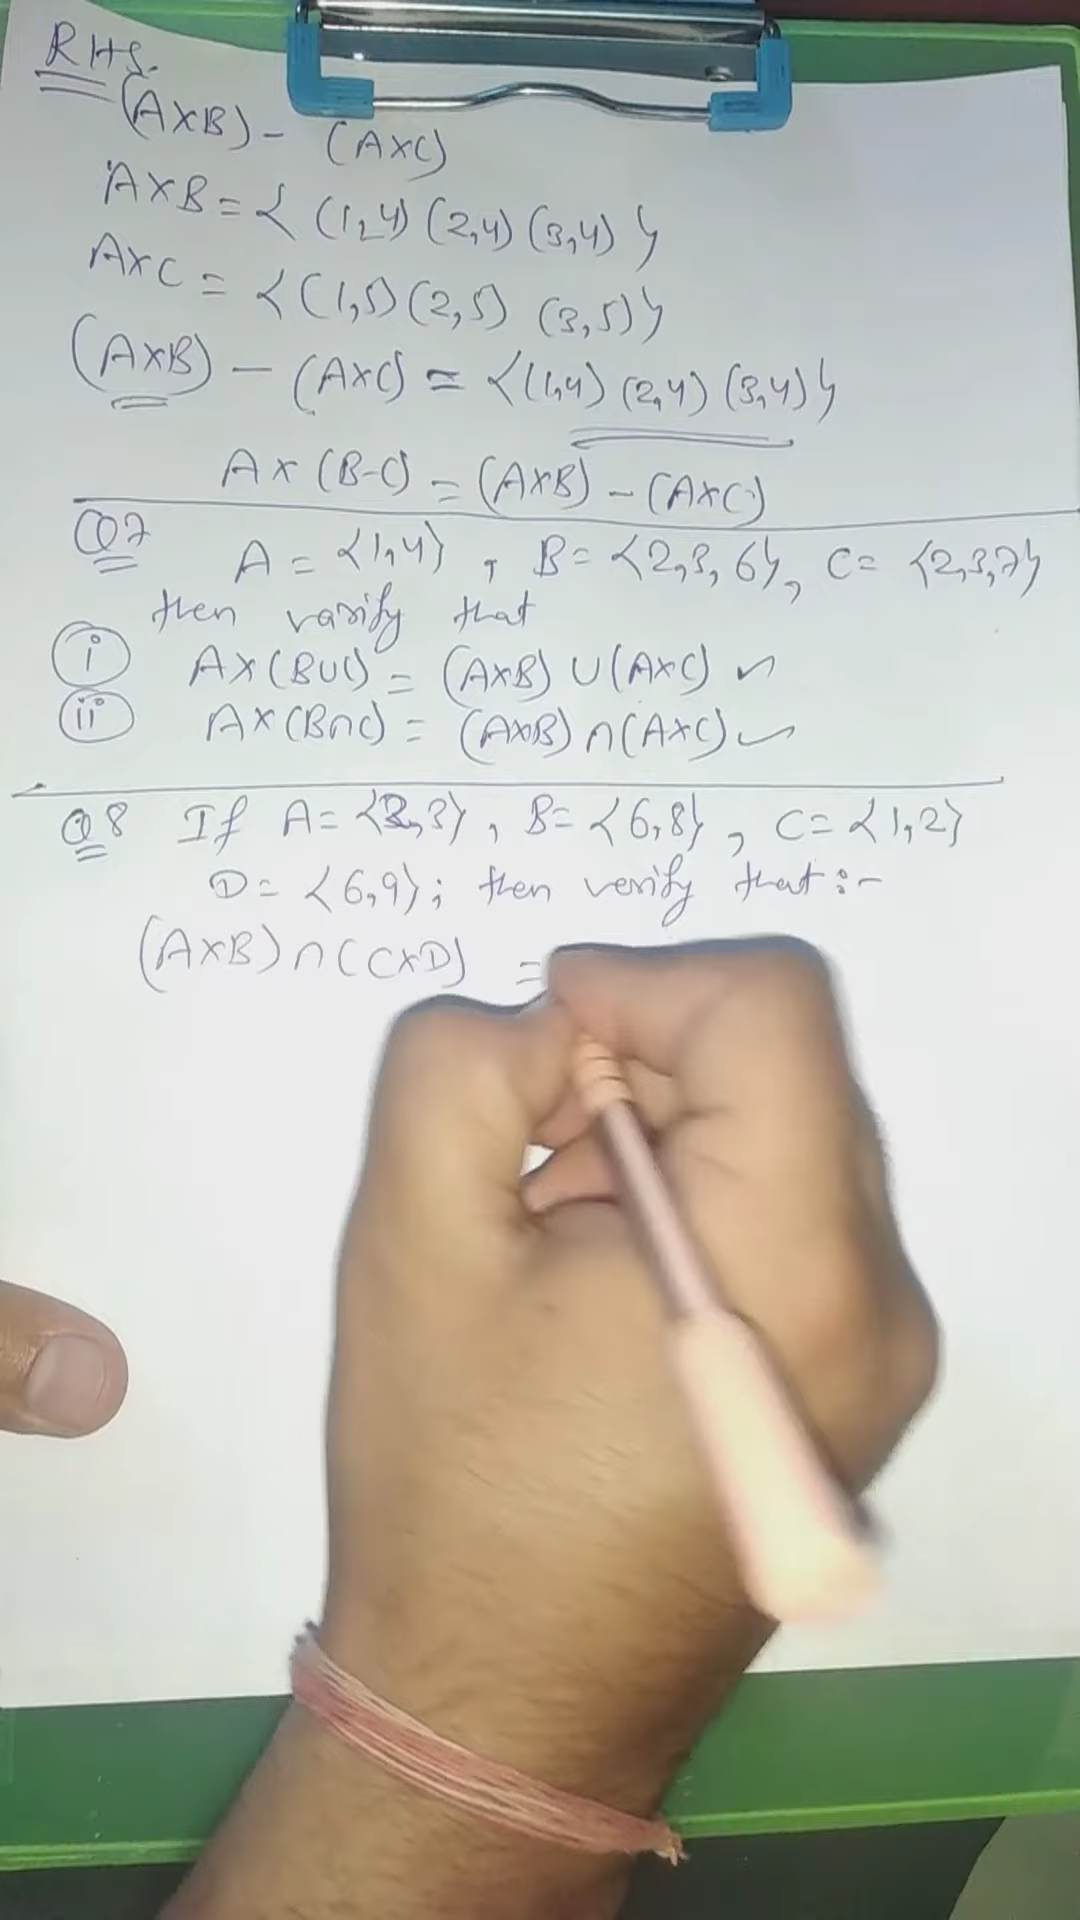 RHS.
(A×B) - (A×C)
A×B = {(1,4) (2,4) (3,4)}
A×C = {(1,5) (2,5) (3,5)}
(A×B) - (A×C) = {(1,4) (2,4) (3,4)}
A×(B-C) = (A×B) - (A×C)
Q7 A = {1,4}, B = {2,3,6}, C = {2,3,7}
then varify that
(i) A×(B∪C) = (A×B) ∪ (A×C) ✓
(ii) A×(B∩C) = (A×B) ∩ (A×C) ✓
Q8 If A = {2,3}, B = {6,8}, C = {1,2}
D = {6,9}; then verify that :-
(A×B) ∩ (C×D) =